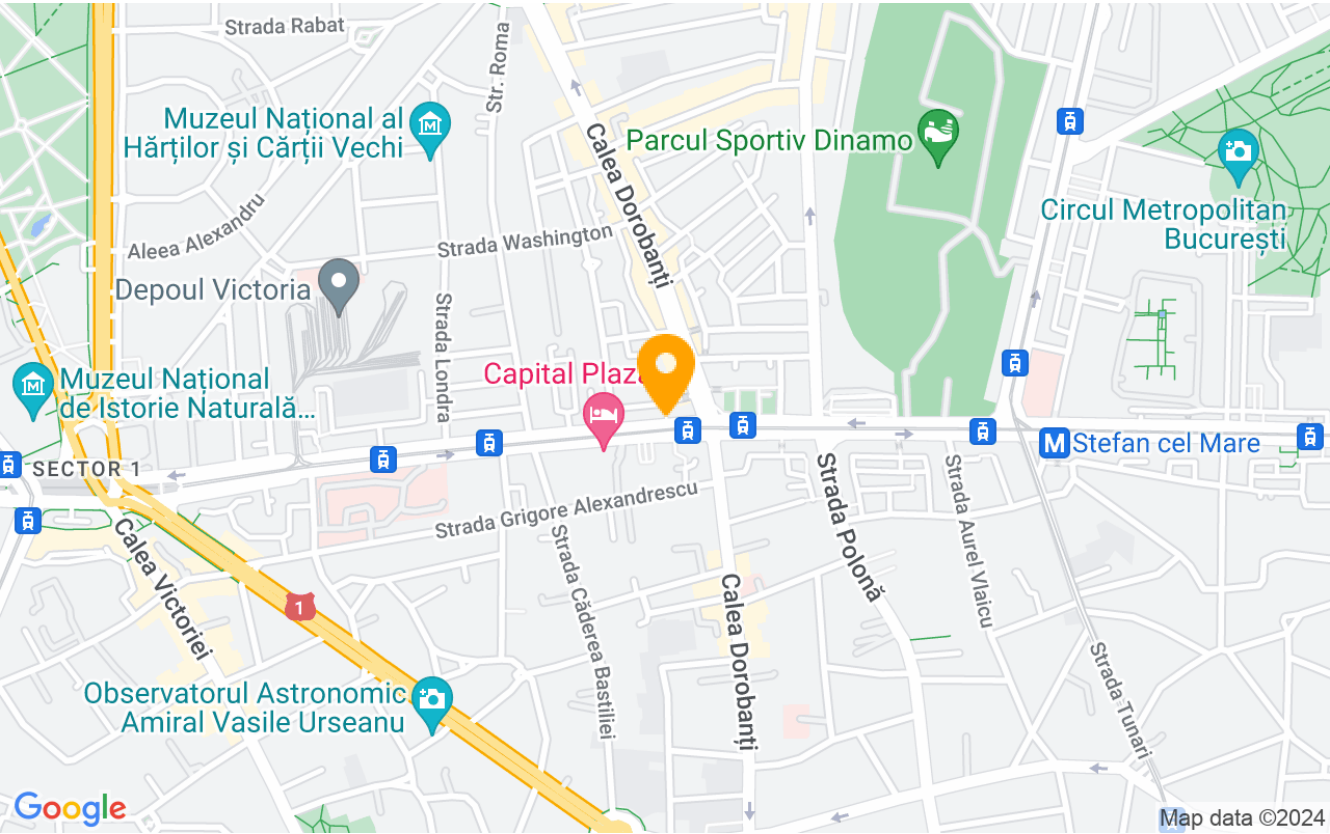 Strada Rabat
Str. Roma
Muzeul Național al
Hărților și Cărții Vechi
Calea Dorobanți
Parcul Sportiv Dinamo
Circul Metropolitan
București
Aleea Alexandru
Strada Washington
Depoul Victoria
Strada Londra
Capital Plaza
Muzeul Național
de Istorie Naturală...
SECTOR 1
M Stefan cel Mare
Strada Grigore Alexandrescu
Strada Polonă
Strada Aurel Vlaicu
Calea Victoriei
Strada Căderea Bastiliei
Calea Dorobanți
1
Strada Tunari
Observatorul Astronomic
Amiral Vasile Urseanu
Google
Map data ©2024